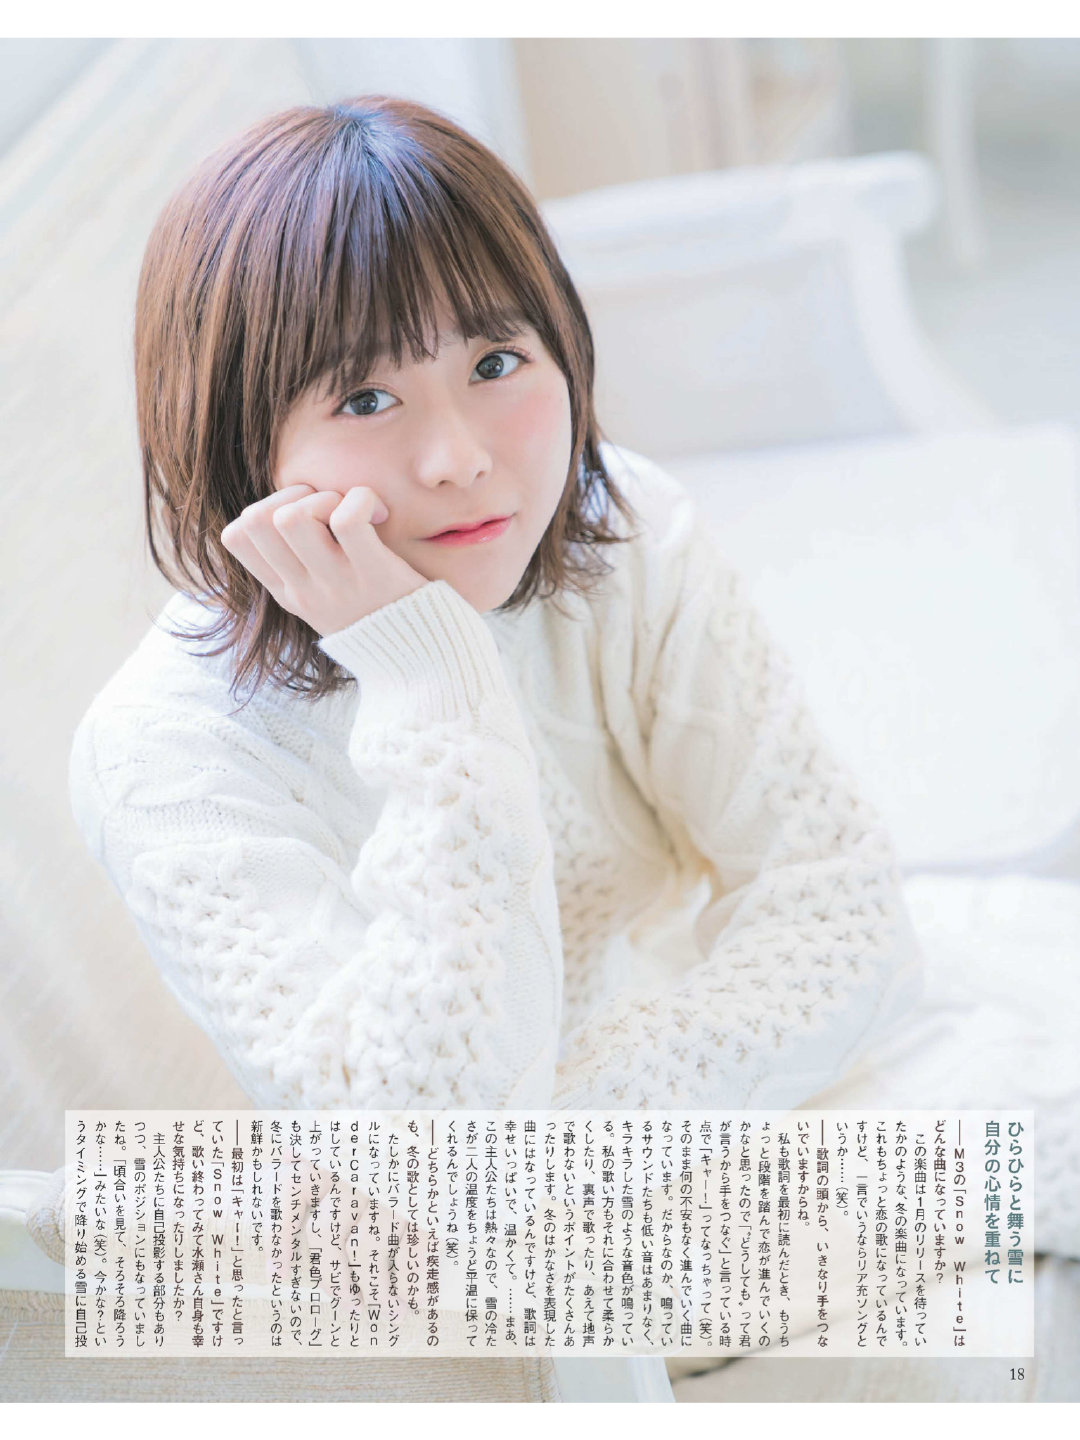 ひらひらと舞う雪に
自分の心情を重ねて
――M3の「Snow White」は
どんな曲になっていますか？
この楽曲は1月のリリースを待ってい
たかのような、冬の楽曲になっています。
これもちょっと恋の歌になっているんで
すけど、一言でいうならリア充ソングと
いうか……（笑）。
――歌詞の頭から、いきなり手をつな
いでいますからね。
私も歌詞を最初に読んだとき、もうち
ょっと段階を踏んで恋が進んでいくの
かなと思ったので「“どうしても”って君
が言うから手をつなぐ」と言っている時
点で「キャー！」ってなっちゃって（笑）。
そのまま何の不安もなく進んでいく曲に
なっています。だからなのか、鳴ってい
るサウンドたちも低い音はあまりなく、
キラキラした雪のような音色が鳴ってい
る。私の歌い方もそれに合わせて柔らか
くしたり、裏声で歌ったり、あえて地声
で歌わないというポイントがたくさんあ
ったりします。冬のはかなさを表現した
曲にはなっているんですけど、歌詞は
幸せいっぱいで、温かくて。……まあ、
この主人公たちは熱々なので、雪の冷た
さが二人の温度をちょうど平温に保って
くれるんでしょうね（笑）。
――どちらかといえば疾走感があるの
も、冬の歌としては珍しいのかも。
たしかにバラード曲が入らないシング
ルになっていますね。それこそ「Won
derCaravan！」もゆったりと
はしているんですけど、サビでグーンと
上がっていきますし、「君色プロローグ」
も決してセンチメンタルすぎないので、
冬にバラードを歌わなかったというのは
新鮮かもしれないです。
――最初は「キャー！」と思ったと言っ
ていた「Snow White」ですけ
ど、歌い終わってみて水瀬さん自身も幸
せな気持ちになったりしましたか？
主人公たちに自己投影する部分もあり
つつ、雪のポジションにもなっていまし
たね。「頃合いを見て、そろそろ降ろう
かな……」みたいな（笑）。今かな？とい
うタイミングで降り始める雪に自己投
18